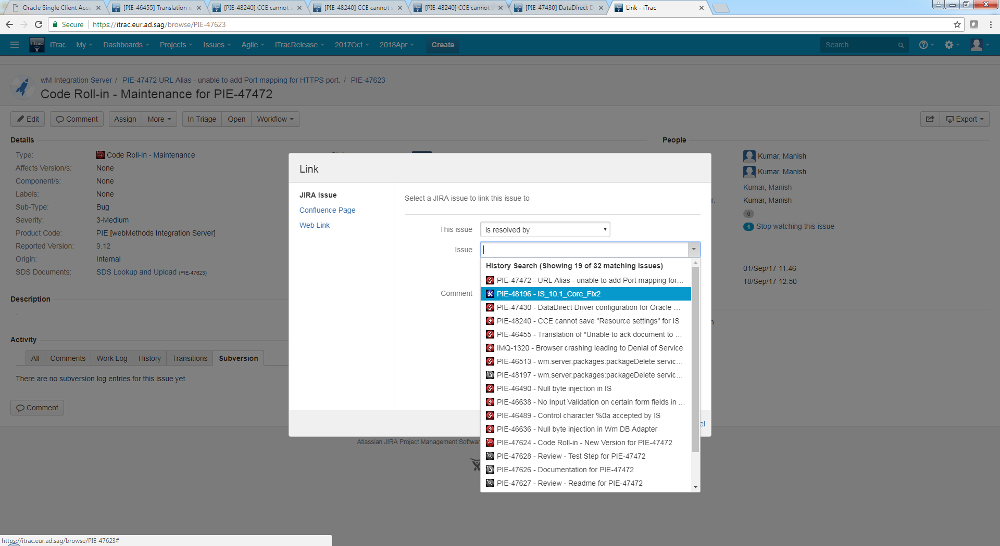 Oracle Single Client Acce
[PIE-46455] Translation o
[PIE-48240] CCE cannot s
[PIE-48240] CCE cannot s
[PIE-48240] CCE cannot s
[PIE-47430] DataDirect D
Link - iTrac
Secure
https://itrac.eur.ad.sag/browse/PIE-47623
iTrac
iTrac
My
Dashboards
Projects
Issues
Agile
iTracRelease
2017Oct
2018Apr
Create
Search
wM Integration Server / PIE-47472 URL Alias - unable to add Port mapping for HTTPS port. / PIE-47623
Code Roll-in - Maintenance for PIE-47472
Edit
Comment
Assign
More
In Triage
Open
Workflow
Export
Details
Type: Code Roll-in - Maintenance
Affects Version/s: None
Component/s: None
Labels: None
Sub-Type: Bug
Severity: 3-Medium
Product Code: PIE [webMethods Integration Server]
Reported Version: 9.12
Origin: Internal
SDS Documents: SDS Lookup and Upload (PIE-47623)
Description
.
Activity
All
Comments
Work Log
History
Transitions
Subversion
There are no subversion log entries for this issue yet.
Comment
People
Kumar, Manish
Kumar, Manish
Kumar, Manish
r: Kumar, Manish
0
1 Stop watching this issue
01/Sep/17 11:46
18/Sep/17 12:50
Link
JIRA Issue
Confluence Page
Web Link
Select a JIRA issue to link this issue to
This issue
is resolved by
Issue
Comment
History Search (Showing 19 of 32 matching issues)
PIE-47472 - URL Alias - unable to add Port mapping for...
PIE-48196 - IS_10.1_Core_Fix2
PIE-47430 - DataDirect Driver configuration for Oracle ...
PIE-48240 - CCE cannot save "Resource settings" for IS
PIE-46455 - Translation of "Unable to ack document to ...
IMQ-1320 - Browser crashing leading to Denial of Service
PIE-46513 - wm.server.packages:packageDelete servic...
PIE-48197 - wm.server.packages:packageDelete servic...
PIE-46490 - Null byte injection in IS
PIE-46638 - No Input Validation on certain form fields in ...
PIE-46489 - Control character %0a accepted by IS
PIE-46636 - Null byte injection in Wm DB Adapter
PIE-47624 - Code Roll-in - New Version for PIE-47472
PIE-47628 - Review - Test Step for PIE-47472
PIE-47626 - Documentation for PIE-47472
PIE-47627 - Review - Readme for PIE-47472
el
Atlassian JIRA Project Management Softwar
https://itrac.eur.ad.sag/browse/PIE-47623#